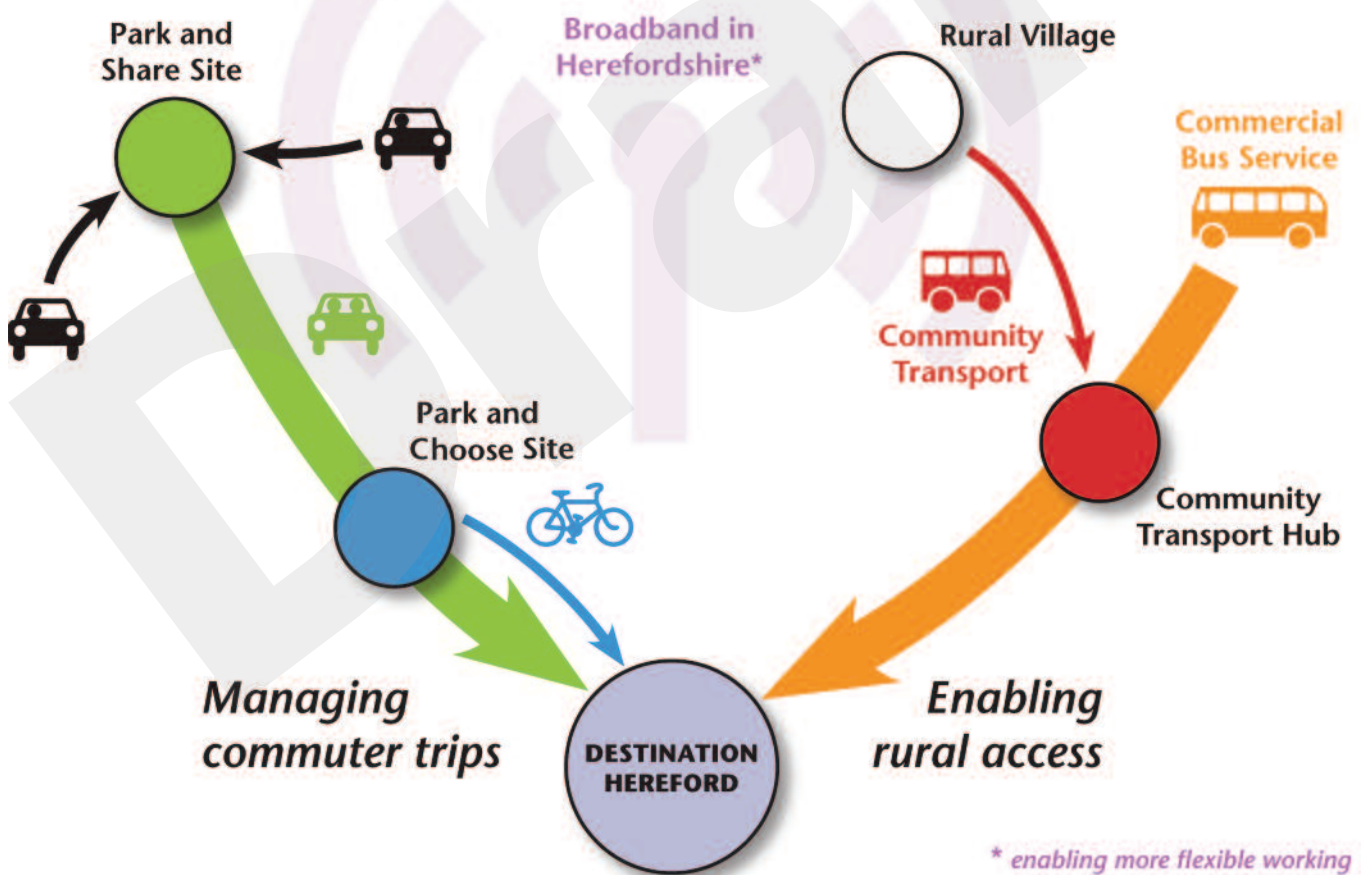 Park and
Share Site
Broadband in
Herefordshire*
Rural Village
Commercial
Bus Service
Community
Transport
Park and
Choose Site
Community
Transport Hub
Managing
commuter trips
DESTINATION
HEREFORD
Enabling
rural access
* enabling more flexible working
Draft